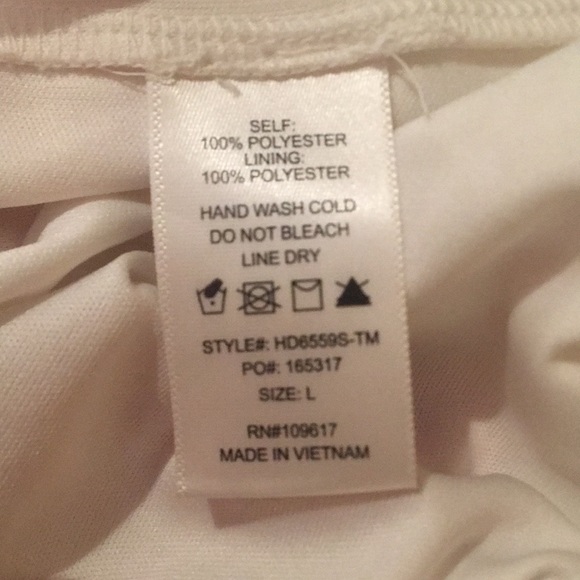 SELF:
100% POLYESTER
LINING:
100% POLYESTER
HAND WASH COLD
DO NOT BLEACH
LINE DRY
STYLE#: HD6559S-TM
PO#: 165317
SIZE: L
RN#109617
MADE IN VIETNAM